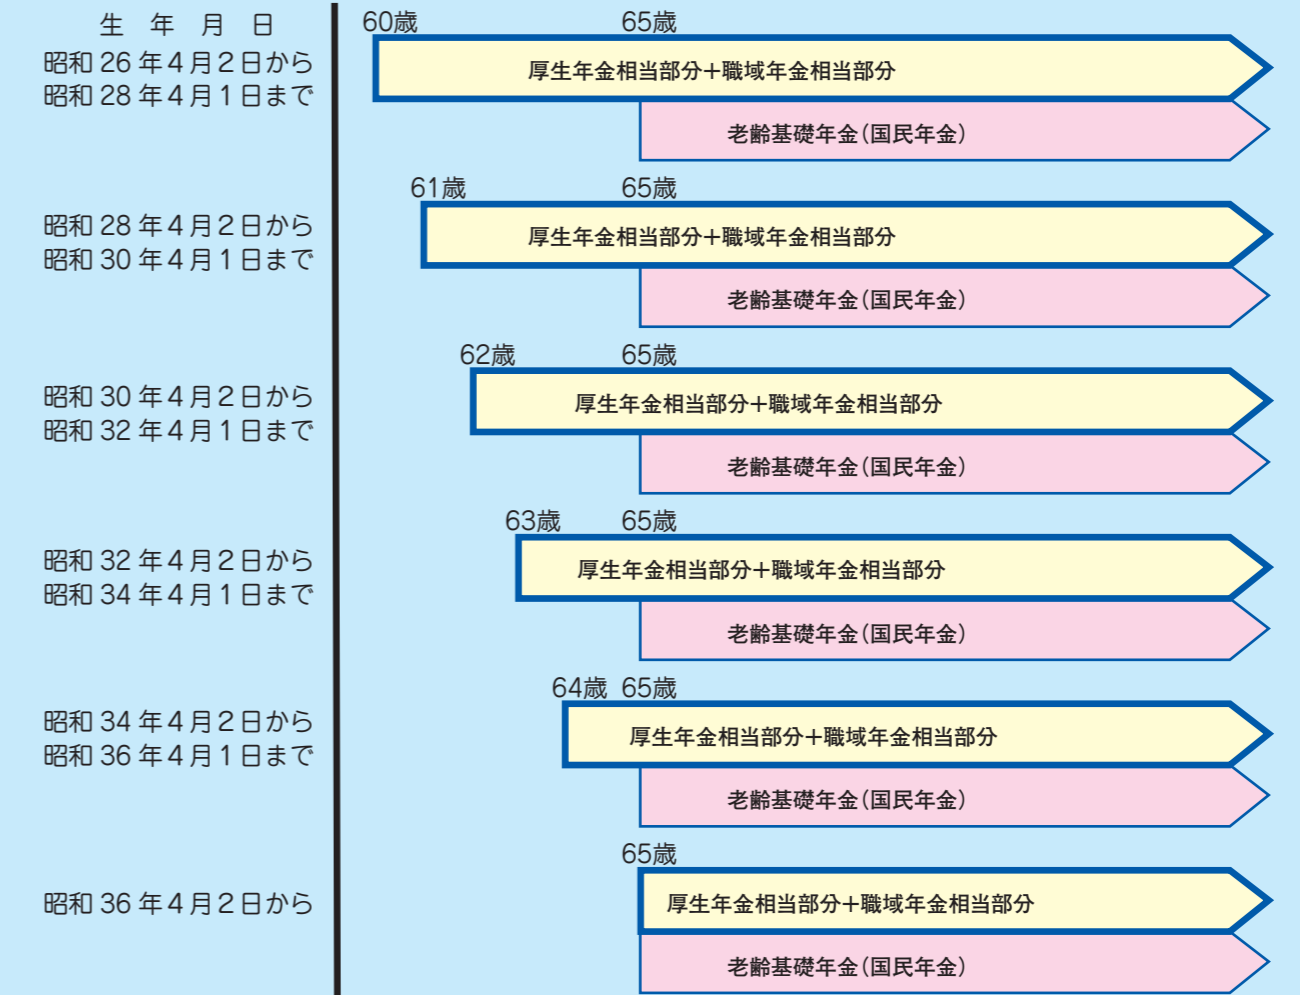 生 年 月 日
60歳 65歳
昭和 26 年４月２日から
昭和 28 年４月１日まで
厚生年金相当部分＋職域年金相当部分
老齢基礎年金（国民年金）
61歳 65歳
昭和 28 年４月２日から
昭和 30 年４月１日まで
厚生年金相当部分＋職域年金相当部分
老齢基礎年金（国民年金）
62歳 65歳
昭和 30 年４月２日から
昭和 32 年４月１日まで
厚生年金相当部分＋職域年金相当部分
老齢基礎年金（国民年金）
63歳 65歳
昭和 32 年４月２日から
昭和 34 年４月１日まで
厚生年金相当部分＋職域年金相当部分
老齢基礎年金（国民年金）
64歳 65歳
昭和 34 年４月２日から
昭和 36 年４月１日まで
厚生年金相当部分＋職域年金相当部分
老齢基礎年金（国民年金）
65歳
昭和 36 年４月２日から
厚生年金相当部分＋職域年金相当部分
老齢基礎年金（国民年金）